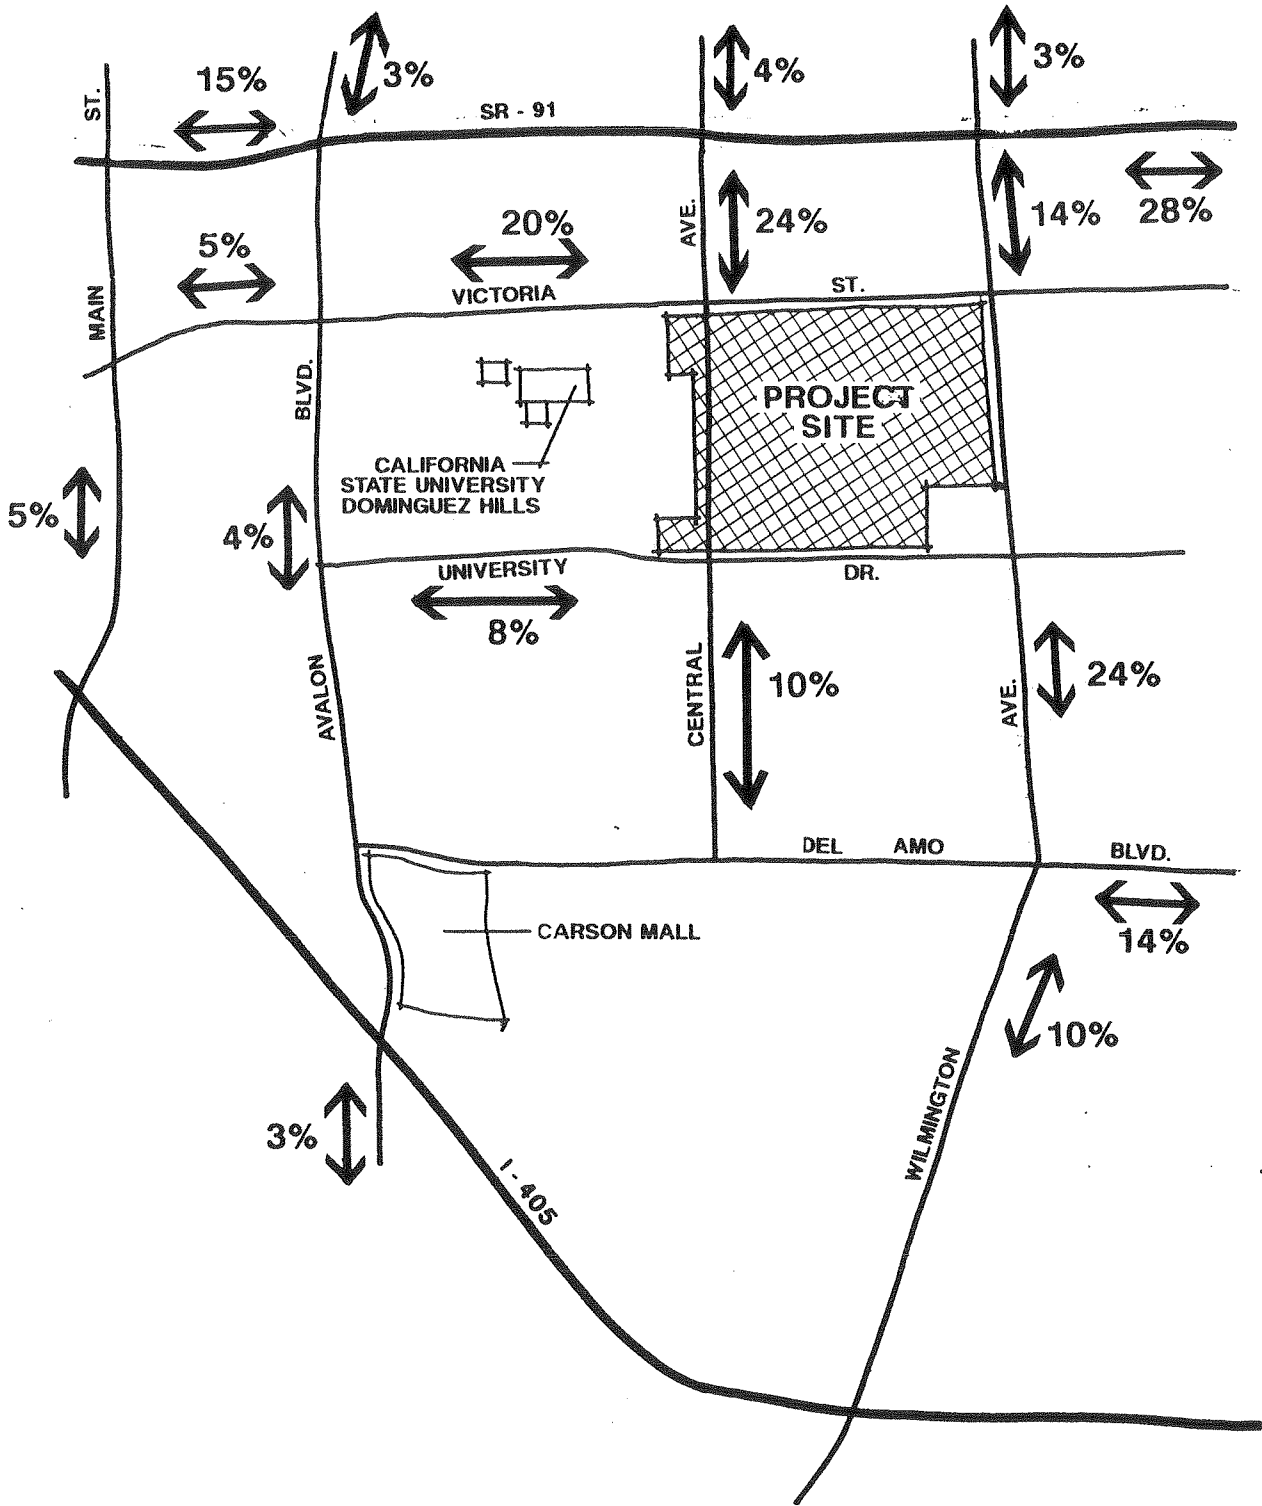 3%
4%
3%
15%
ST.
SR - 91
AVE.
24%
14%
28%
20%
5%
VICTORIA
ST.
MAIN
BLVD.
PROJECT
SITE
CALIFORNIA
STATE UNIVERSITY
DOMINGUEZ HILLS
5%
4%
UNIVERSITY
DR.
8%
AVALON
CENTRAL
10%
AVE.
24%
DEL AMO BLVD.
CARSON MALL
14%
10%
WILMINGTON
3%
I - 405